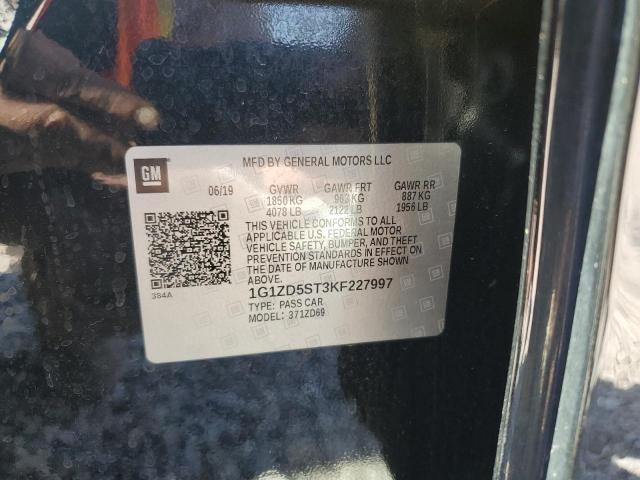 GM
MFD BY GENERAL MOTORS LLC
06/19 GVWR GAWR FRT GAWR RR
1850 KG 963 KG 887 KG
4078 LB 2122 LB 1956 LB
THIS VEHICLE CONFORMS TO ALL
APPLICABLE U.S. FEDERAL MOTOR
VEHICLE SAFETY, BUMPER, AND THEFT
PREVENTION STANDARDS IN EFFECT ON
THE DATE OF MANUFACTURE SHOWN
ABOVE.
384A
1G1ZD5ST3KF227997
TYPE: PASS CAR
MODEL: 371ZD69